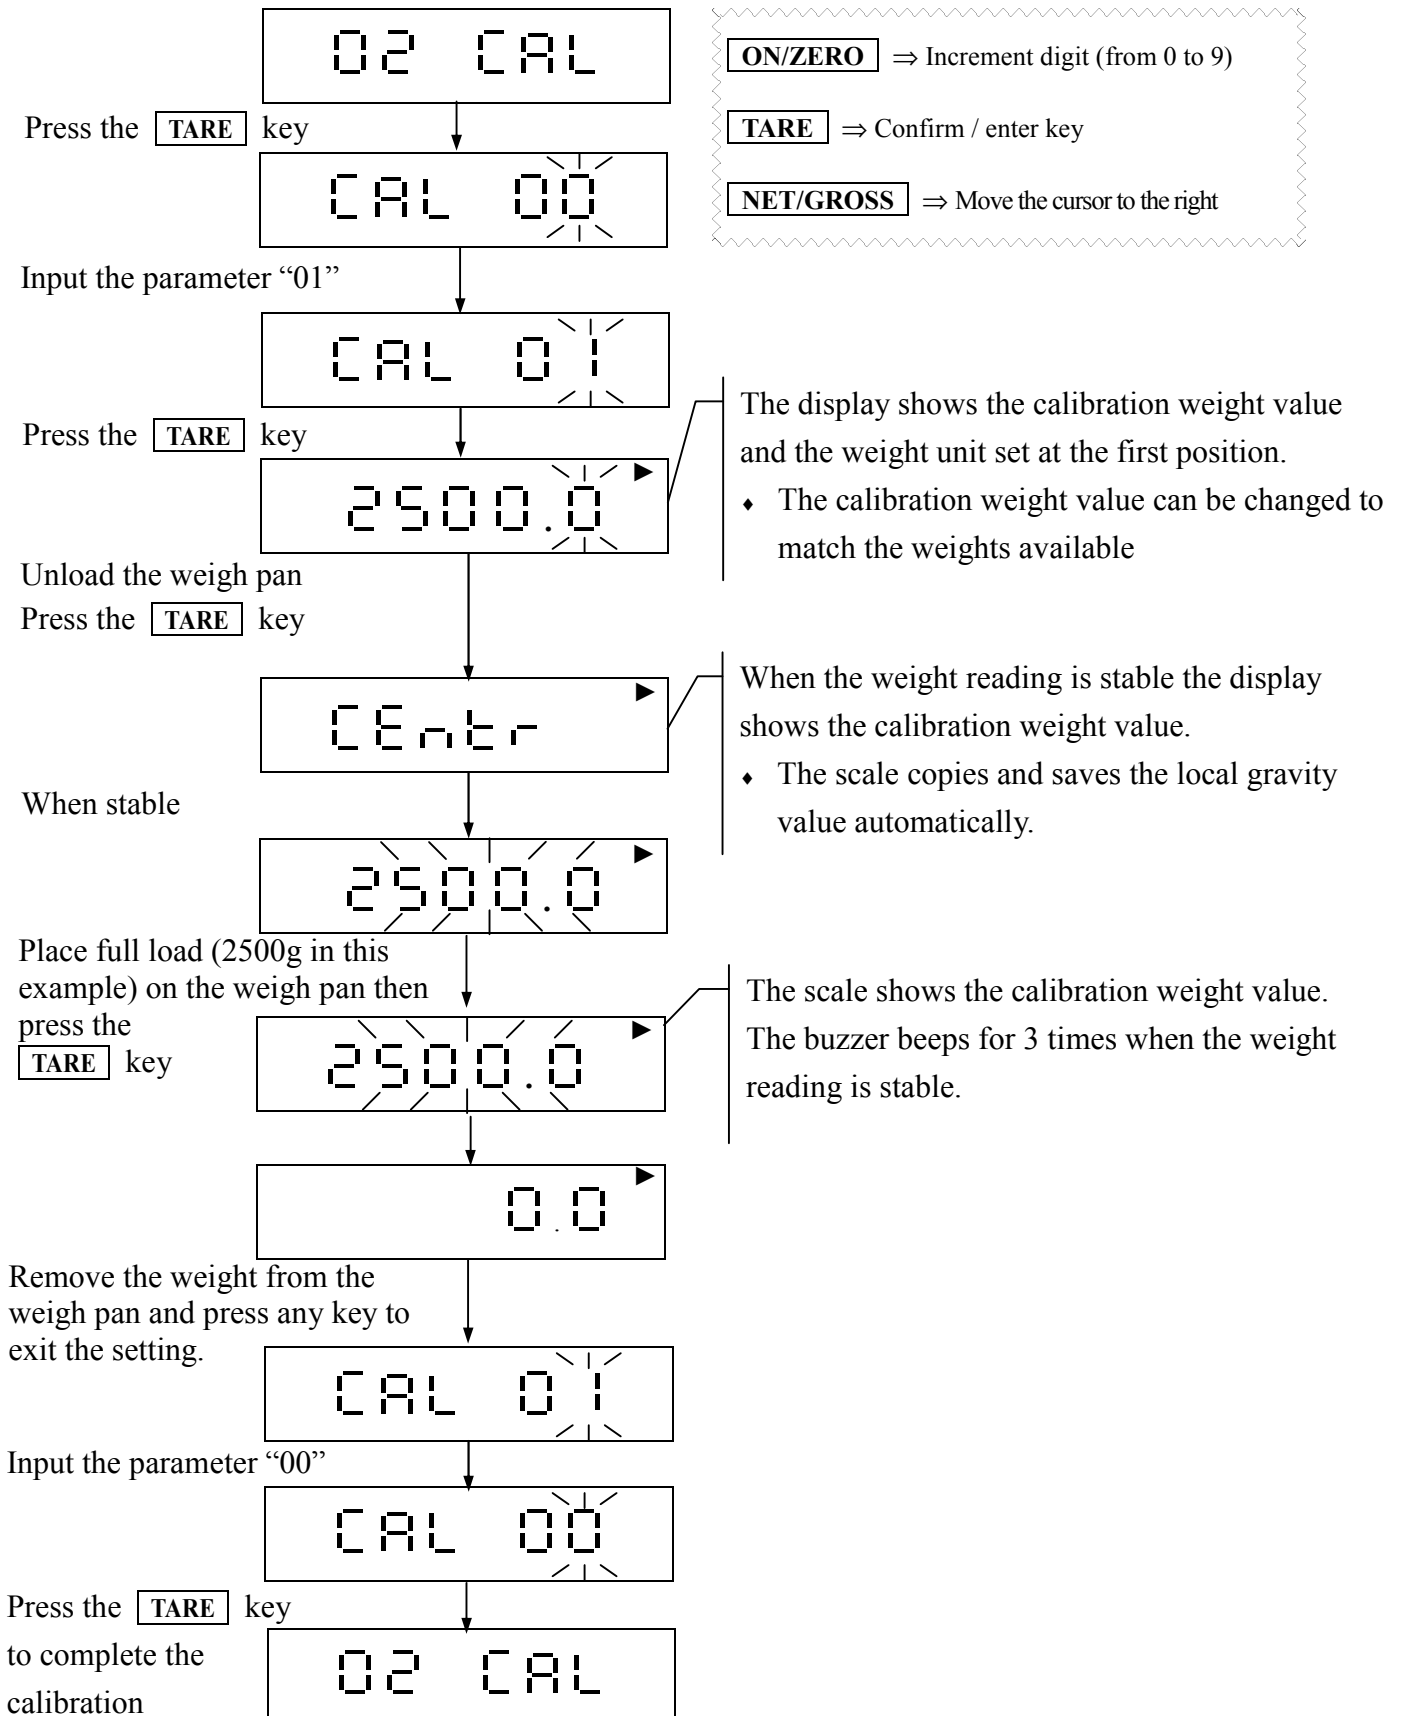 02 CAL
ON/ZERO ⇒ Increment digit (from 0 to 9)
Press the TARE key
TARE ⇒ Confirm / enter key
CAL 00
NET/GROSS ⇒ Move the cursor to the right
Input the parameter “01”
CAL 01
Press the TARE key
2500.0
The display shows the calibration weight value
and the weight unit set at the first position.
♦ The calibration weight value can be changed to
match the weights available
Unload the weigh pan
Press the TARE key
CEntr
When the weight reading is stable the display
shows the calibration weight value.
♦ The scale copies and saves the local gravity
value automatically.
When stable
2500.0
Place full load (2500g in this
example) on the weigh pan then
press the
TARE key
2500.0
The scale shows the calibration weight value.
The buzzer beeps for 3 times when the weight
reading is stable.
0.0
Remove the weight from the
weigh pan and press any key to
exit the setting.
CAL 01
Input the parameter “00”
CAL 00
Press the TARE key
to complete the
calibration
02 CAL